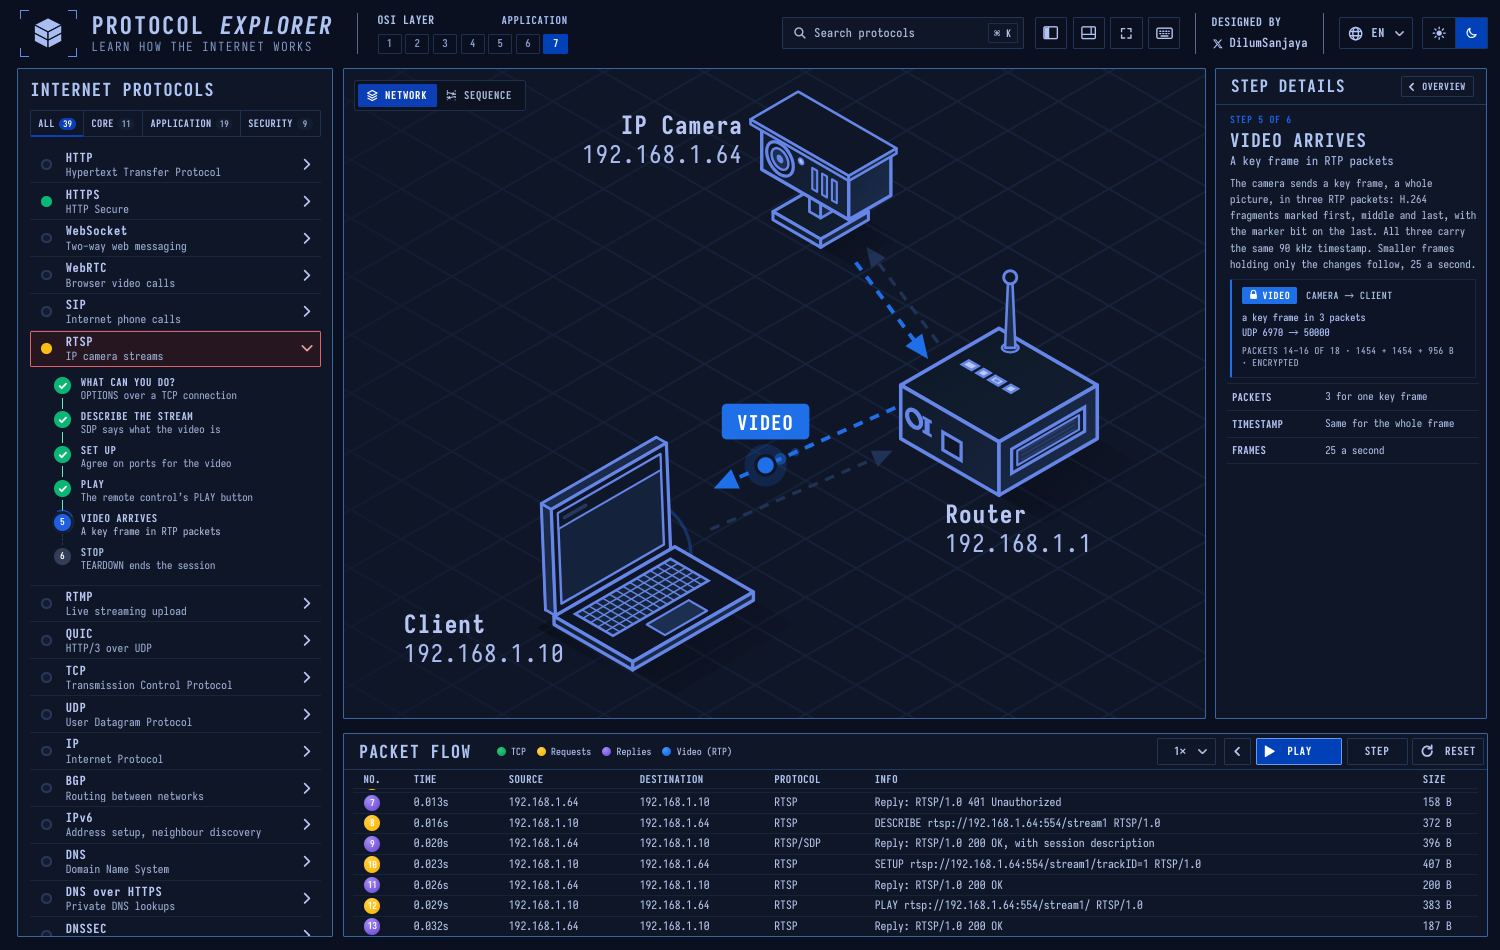 PROTOCOL EXPLORER
LEARN HOW THE INTERNET WORKS
OSI LAYER APPLICATION
1 2 3 4 5 6 7
Search protocols ⌘ K
DESIGNED BY
DilumSanjaya
EN
INTERNET PROTOCOLS
ALL 39 CORE 11 APPLICATION 19 SECURITY 9
HTTP
Hypertext Transfer Protocol
HTTPS
HTTP Secure
WebSocket
Two-way web messaging
WebRTC
Browser video calls
SIP
Internet phone calls
RTSP
IP camera streams
WHAT CAN YOU DO?
OPTIONS over a TCP connection
DESCRIBE THE STREAM
SDP says what the video is
SET UP
Agree on ports for the video
PLAY
The remote control's PLAY button
5 VIDEO ARRIVES
A key frame in RTP packets
6 STOP
TEARDOWN ends the session
RTMP
Live streaming upload
QUIC
HTTP/3 over UDP
TCP
Transmission Control Protocol
UDP
User Datagram Protocol
IP
Internet Protocol
BGP
Routing between networks
IPv6
Address setup, neighbour discovery
DNS
Domain Name System
DNS over HTTPS
Private DNS lookups
DNSSEC
NETWORK SEQUENCE
IP Camera
192.168.1.64
VIDEO
Router
192.168.1.1
Client
192.168.1.10
STEP DETAILS OVERVIEW
STEP 5 OF 6
VIDEO ARRIVES
A key frame in RTP packets
The camera sends a key frame, a whole
picture, in three RTP packets: H.264
fragments marked first, middle and last, with
the marker bit on the last. All three carry
the same 90 kHz timestamp. Smaller frames
holding only the changes follow, 25 a second.
VIDEO CAMERA → CLIENT
a key frame in 3 packets
UDP 6970 → 50000
PACKETS 14–16 OF 18 · 1454 + 1454 + 956 B
· ENCRYPTED
PACKETS 3 for one key frame
TIMESTAMP Same for the whole frame
FRAMES 25 a second
PACKET FLOW TCP Requests Replies Video (RTP) 1× PLAY STEP RESET
NO. TIME SOURCE DESTINATION PROTOCOL INFO SIZE
7 0.013s 192.168.1.64 192.168.1.10 RTSP Reply: RTSP/1.0 401 Unauthorized 158 B
8 0.016s 192.168.1.10 192.168.1.64 RTSP DESCRIBE rtsp://192.168.1.64:554/stream1 RTSP/1.0 372 B
9 0.020s 192.168.1.64 192.168.1.10 RTSP/SDP Reply: RTSP/1.0 200 OK, with session description 396 B
10 0.023s 192.168.1.10 192.168.1.64 RTSP SETUP rtsp://192.168.1.64:554/stream1/trackID=1 RTSP/1.0 407 B
11 0.026s 192.168.1.64 192.168.1.10 RTSP Reply: RTSP/1.0 200 OK 200 B
12 0.029s 192.168.1.10 192.168.1.64 RTSP PLAY rtsp://192.168.1.64:554/stream1/ RTSP/1.0 383 B
13 0.032s 192.168.1.64 192.168.1.10 RTSP Reply: RTSP/1.0 200 OK 187 B